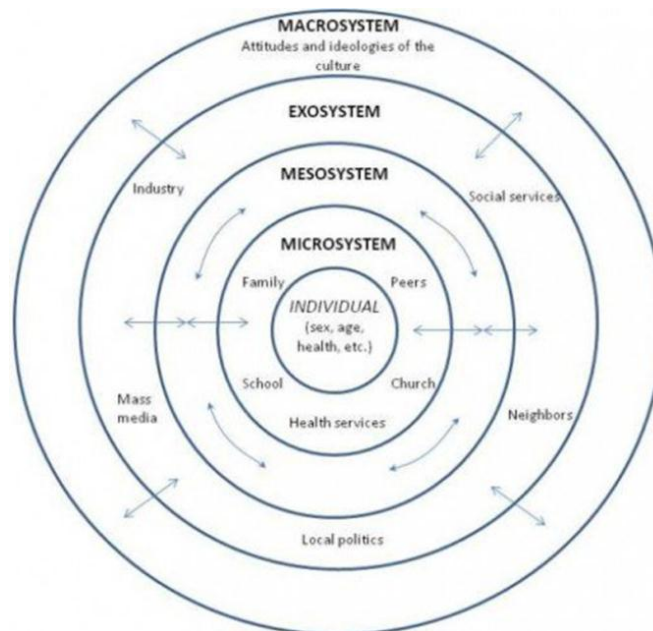 MACROSYSTEM
Attitudes and ideologies of the
culture
EXOSYSTEM
MESOSYSTEM
Industry
Social services
MICROSYSTEM
Family
Peers
INDIVIDUAL
(sex, age,
health, etc.)
School
Church
Mass
media
Neighbors
Health services
Local politics